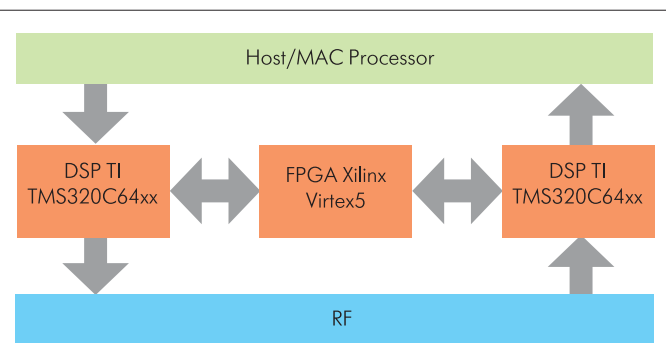 Host/MAC Processor
DSP TI
TMS320C64xx
FPGA Xilinx
Virtex5
DSP TI
TMS320C64xx
RF